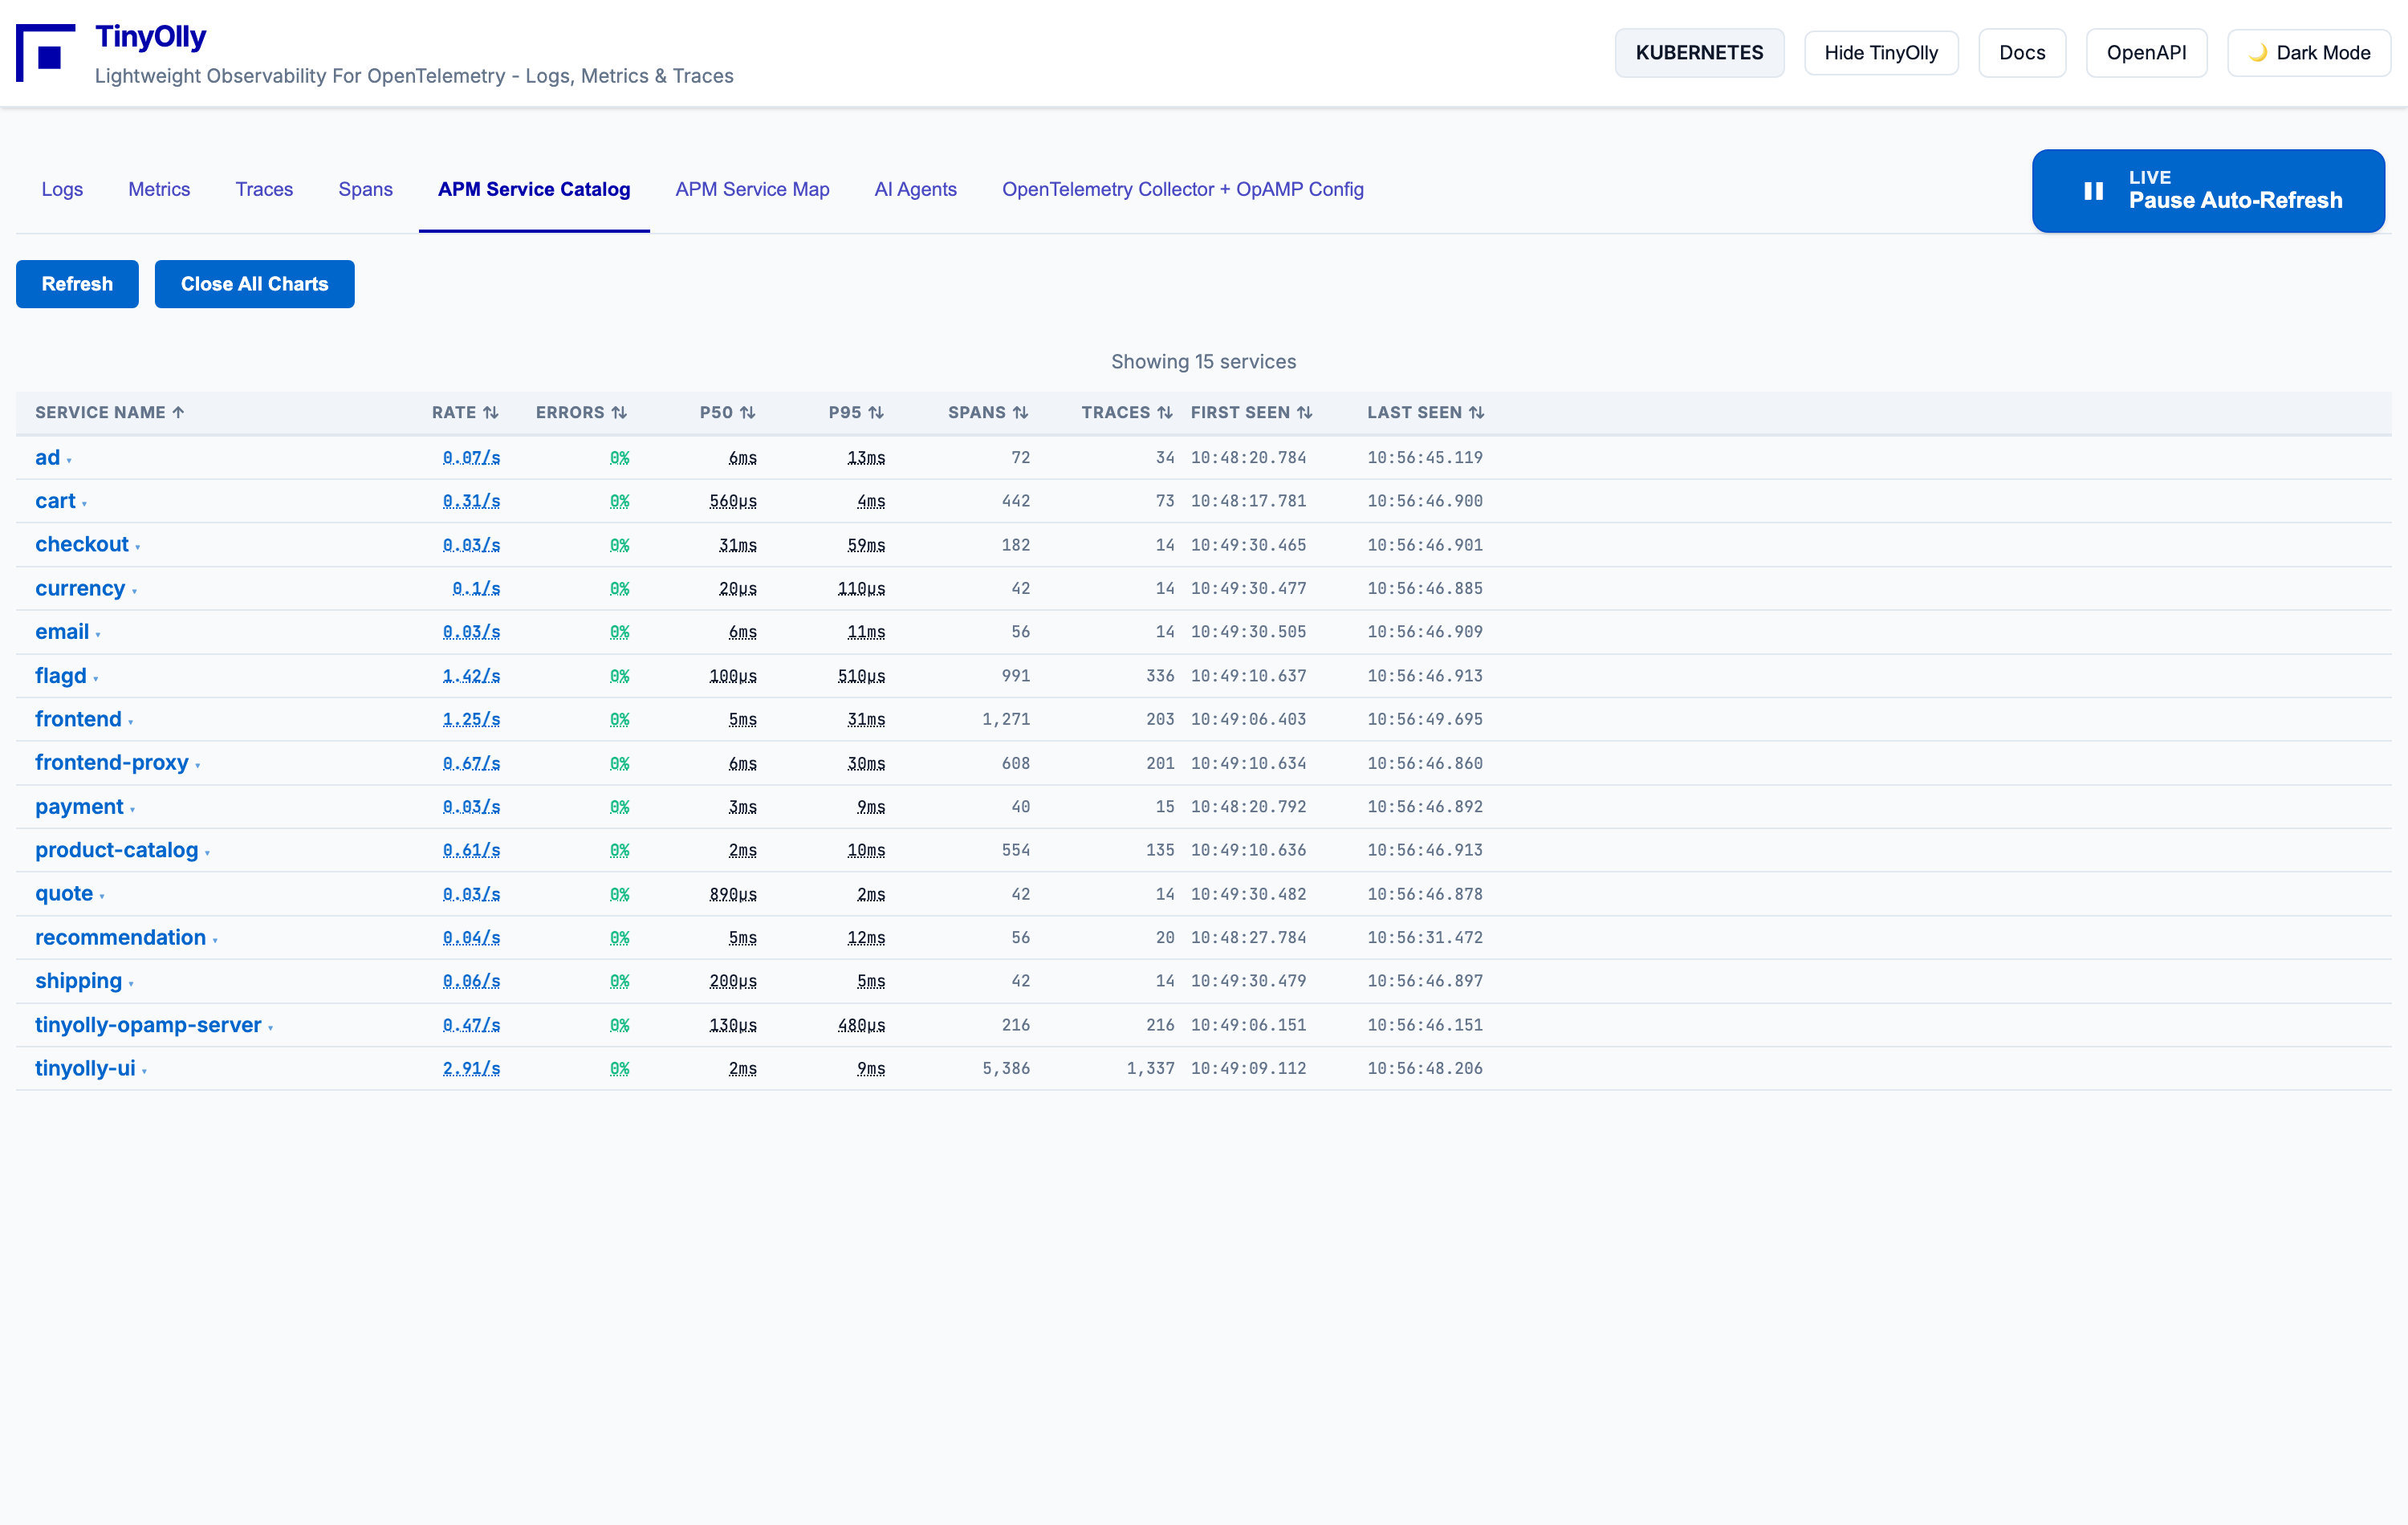 TinyOlly
Lightweight Observability For OpenTelemetry - Logs, Metrics & Traces
KUBERNETES Hide TinyOlly Docs OpenAPI 🌙 Dark Mode
Logs Metrics Traces Spans APM Service Catalog APM Service Map AI Agents OpenTelemetry Collector + OpAMP Config
LIVE
Pause Auto-Refresh
Refresh Close All Charts
Showing 15 services
SERVICE NAME ↑ RATE ⇅ ERRORS ⇅ P50 ⇅ P95 ⇅ SPANS ⇅ TRACES ⇅ FIRST SEEN ⇅ LAST SEEN ⇅
ad ▾ 0.07/s 0% 6ms 13ms 72 34 10:48:20.784 10:56:45.119
cart ▾ 0.31/s 0% 560µs 4ms 442 73 10:48:17.781 10:56:46.900
checkout ▾ 0.03/s 0% 31ms 59ms 182 14 10:49:30.465 10:56:46.901
currency ▾ 0.1/s 0% 20µs 110µs 42 14 10:49:30.477 10:56:46.885
email ▾ 0.03/s 0% 6ms 11ms 56 14 10:49:30.505 10:56:46.909
flagd ▾ 1.42/s 0% 100µs 510µs 991 336 10:49:10.637 10:56:46.913
frontend ▾ 1.25/s 0% 5ms 31ms 1,271 203 10:49:06.403 10:56:49.695
frontend-proxy ▾ 0.67/s 0% 6ms 30ms 608 201 10:49:10.634 10:56:46.860
payment ▾ 0.03/s 0% 3ms 9ms 40 15 10:48:20.792 10:56:46.892
product-catalog ▾ 0.61/s 0% 2ms 10ms 554 135 10:49:10.636 10:56:46.913
quote ▾ 0.03/s 0% 890µs 2ms 42 14 10:49:30.482 10:56:46.878
recommendation ▾ 0.04/s 0% 5ms 12ms 56 20 10:48:27.784 10:56:31.472
shipping ▾ 0.06/s 0% 200µs 5ms 42 14 10:49:30.479 10:56:46.897
tinyolly-opamp-server ▾ 0.47/s 0% 130µs 480µs 216 216 10:49:06.151 10:56:46.151
tinyolly-ui ▾ 2.91/s 0% 2ms 9ms 5,386 1,337 10:49:09.112 10:56:48.206